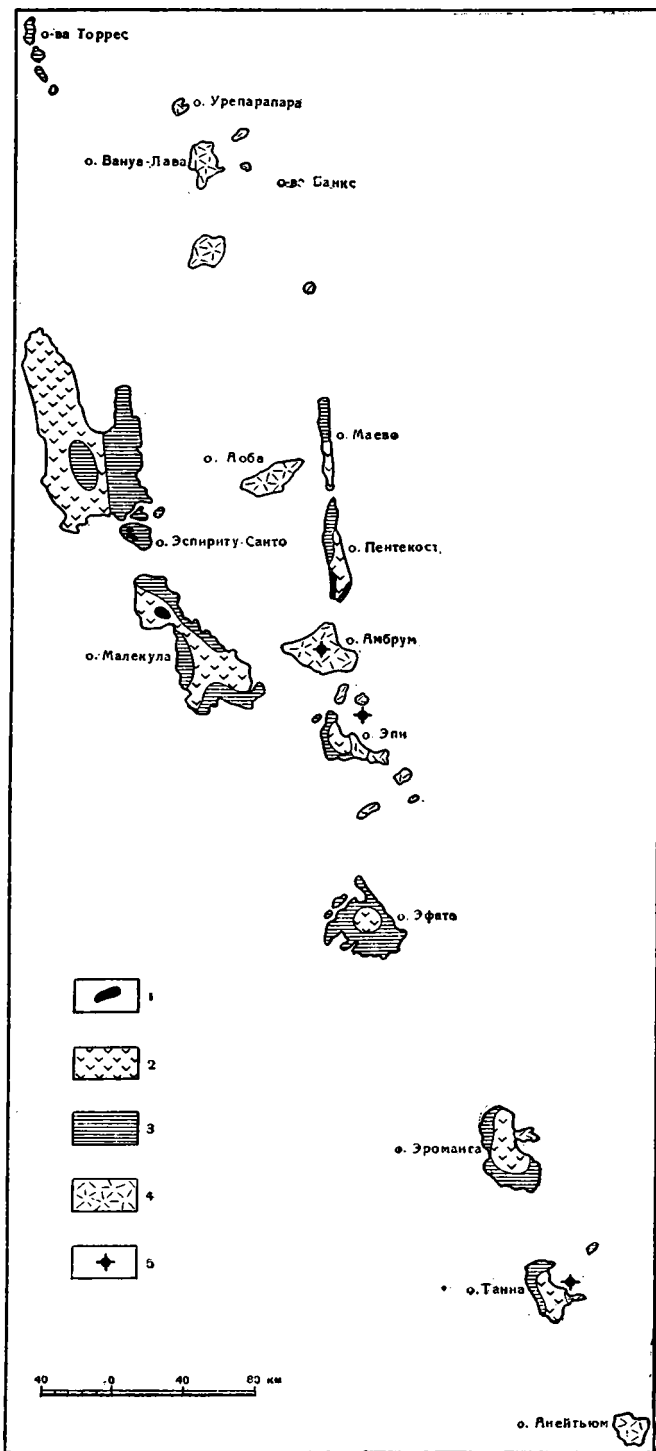 о-ва Торрес
о. Урепарапара
о. Вануа-Лава
о-ва Банкс
о. Маево
о. Аоба
о. Эспириту-Санто
о. Пентекост
о. Амбрум
о. Малекула
о. Эпи
о. Эфате
1
2
3
о. Эроманга
4
5
о. Танна
40 0 40 80 км
о. Анейтьюм